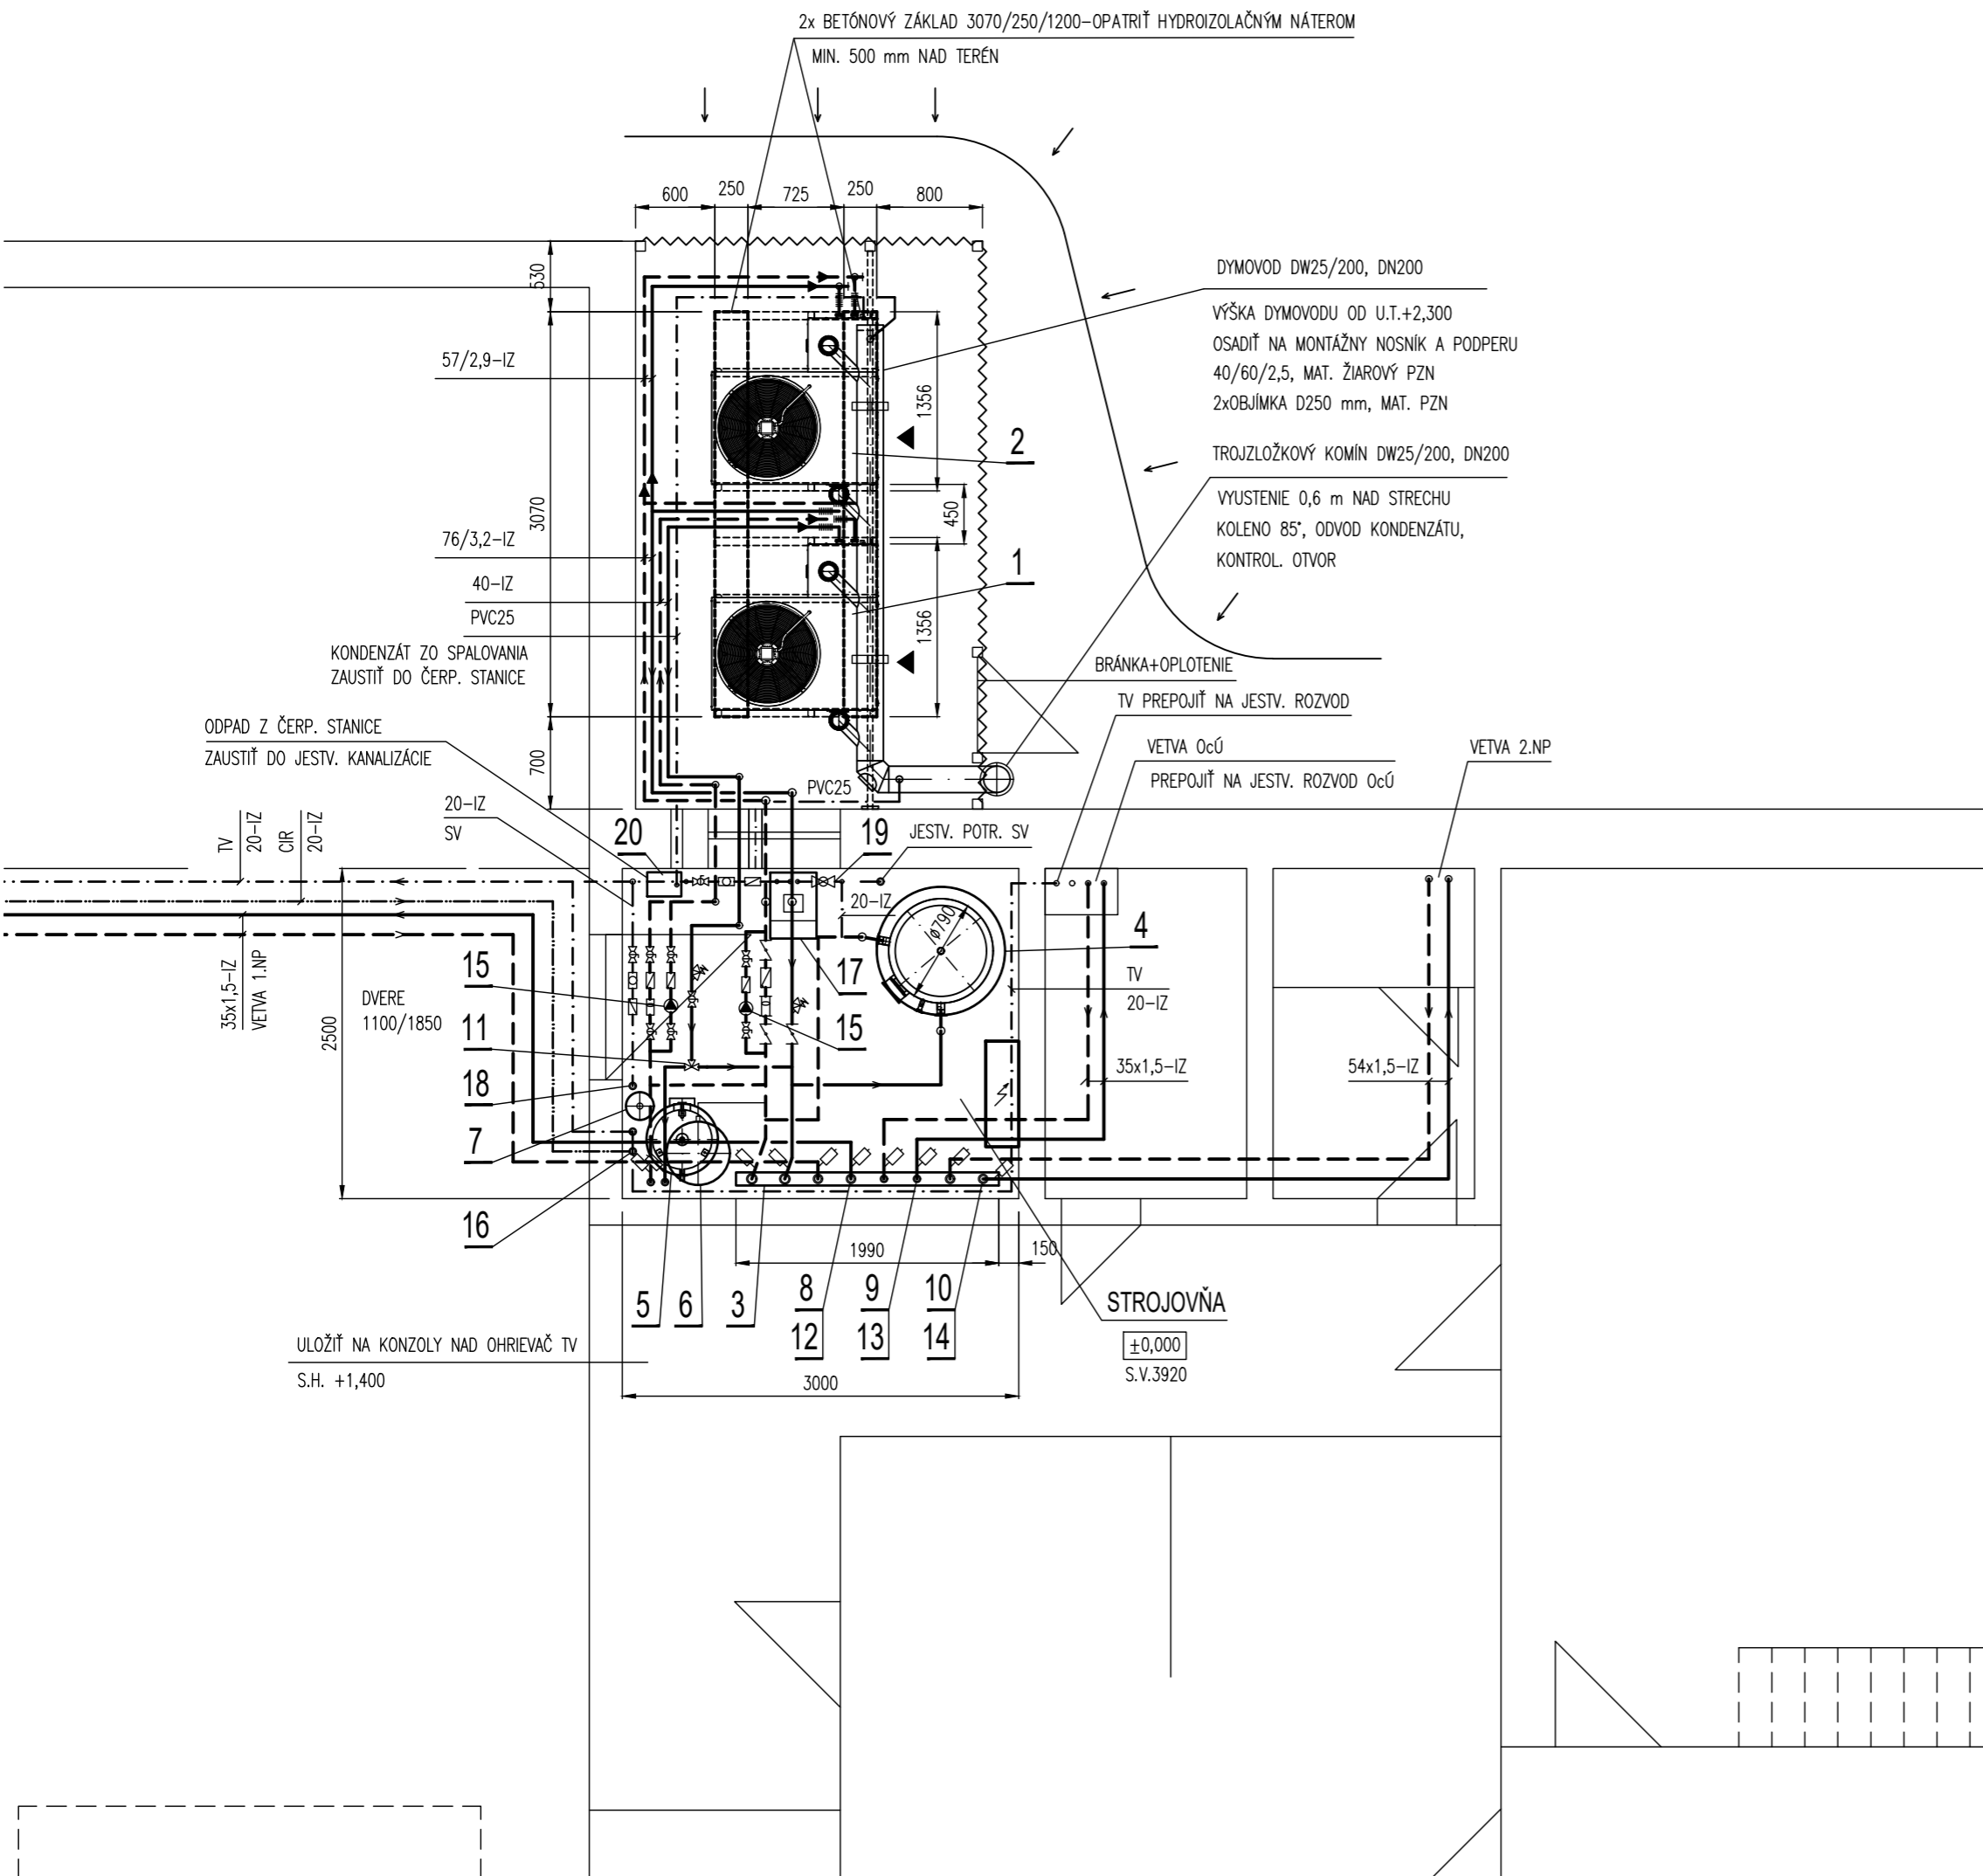 2x BETÓNOVÝ ZÁKLAD 3070/250/1200-OPATRIŤ HYDROIZOLAČNÝM NÁTEROM
MIN. 500 mm NAD TERÉN
600
250
725
250
800
530
3070
700
1356
450
1356
57/2,9-IZ
76/3,2-IZ
40-IZ
PVC25
KONDENZÁT ZO SPALOVANIA
ZAUSTIŤ DO ČERP. STANICE
ODPAD Z ČERP. STANICE
ZAUSTIŤ DO JESTV. KANALIZÁCIE
2
1
DYMOVOD DW25/200, DN200
VÝŠKA DYMOVODU OD U.T.+2,300
OSADIŤ NA MONTÁŽNY NOSNÍK A PODPERU
40/60/2,5, MAT. ŽIAROVÝ PZN
2xOBJÍMKA D250 mm, MAT. PZN
TROJZLOŽKOVÝ KOMÍN DW25/200, DN200
VYUSTENIE 0,6 m NAD STRECHU
KOLENO 85°, ODVOD KONDENZÁTU,
KONTROL. OTVOR
BRÁNKA+OPLOTENIE
TV PREPOJIŤ NA JESTV. ROZVOD
VETVA OcÚ
PREPOJIŤ NA JESTV. ROZVOD OcÚ
VETVA 2.NP
PVC25
20-IZ
SV
TV
20-IZ
CIR
20-IZ
20
19
JESTV. POTR. SV
20-IZ
ø790
4
TV
20-IZ
35x1,5-IZ
VETVA 1.NP
2500
DVERE
1100/1850
15
11
18
7
16
17
15
35x1,5-IZ
54x1,5-IZ
1990
150
5
6
3
8
12
9
13
10
14
STROJOVŇA
±0,000
S.V.3920
3000
ULOŽIŤ NA KONZOLY NAD OHRIEVAČ TV
S.H. +1,400